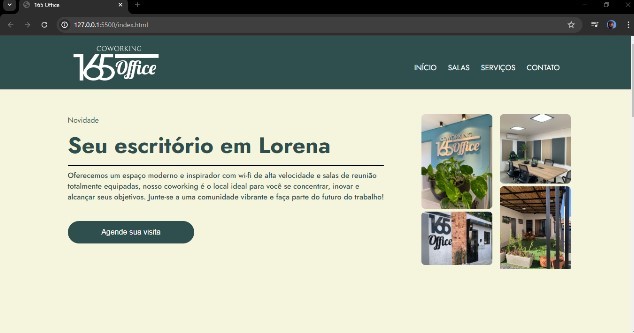 165 Office
127.0.0.1:5500/index.html
COWORKING
165 Office
INÍCIO SALAS SERVIÇOS CONTATO
Novidade
Seu escritório em Lorena
Oferecemos um espaço moderno e inspirador com wi-fi de alta velocidade e salas de reunião
totalmente equipadas, nosso coworking é o local ideal para você se concentrar, inovar e
alcançar seus objetivos. Junte-se a uma comunidade vibrante e faça parte do futuro do trabalho!
Agende sua visita
165 Office
165
Office